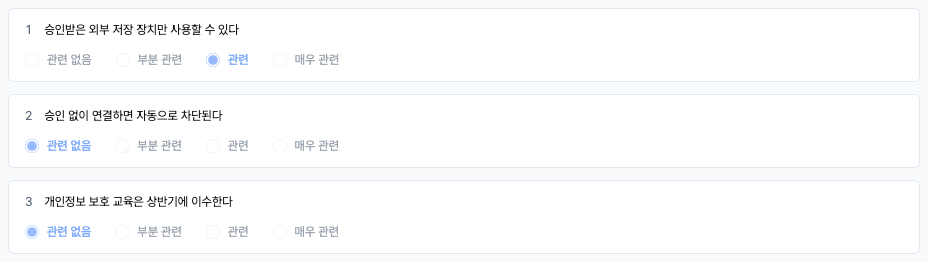 1 승인받은 외부 저장 장치만 사용할 수 있다
관련 없음 부분 관련 관련 매우 관련
2 승인 없이 연결하면 자동으로 차단된다
관련 없음 부분 관련 관련 매우 관련
3 개인정보 보호 교육은 상반기에 이수한다
관련 없음 부분 관련 관련 매우 관련